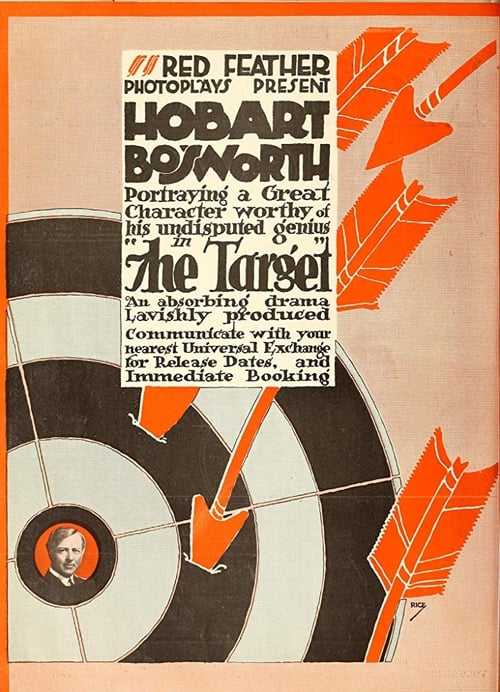 RED FEATHER
PHOTOPLAYS PRESENT
HOBART
BOSWORTH
Portraying a Great
Character worthy of
his undisputed genius
in
"The Target"
An absorbing drama
Lavishly produced
Communicate with your
nearest Universal Exchange
for Release Dates, and
Immediate Booking
RICE